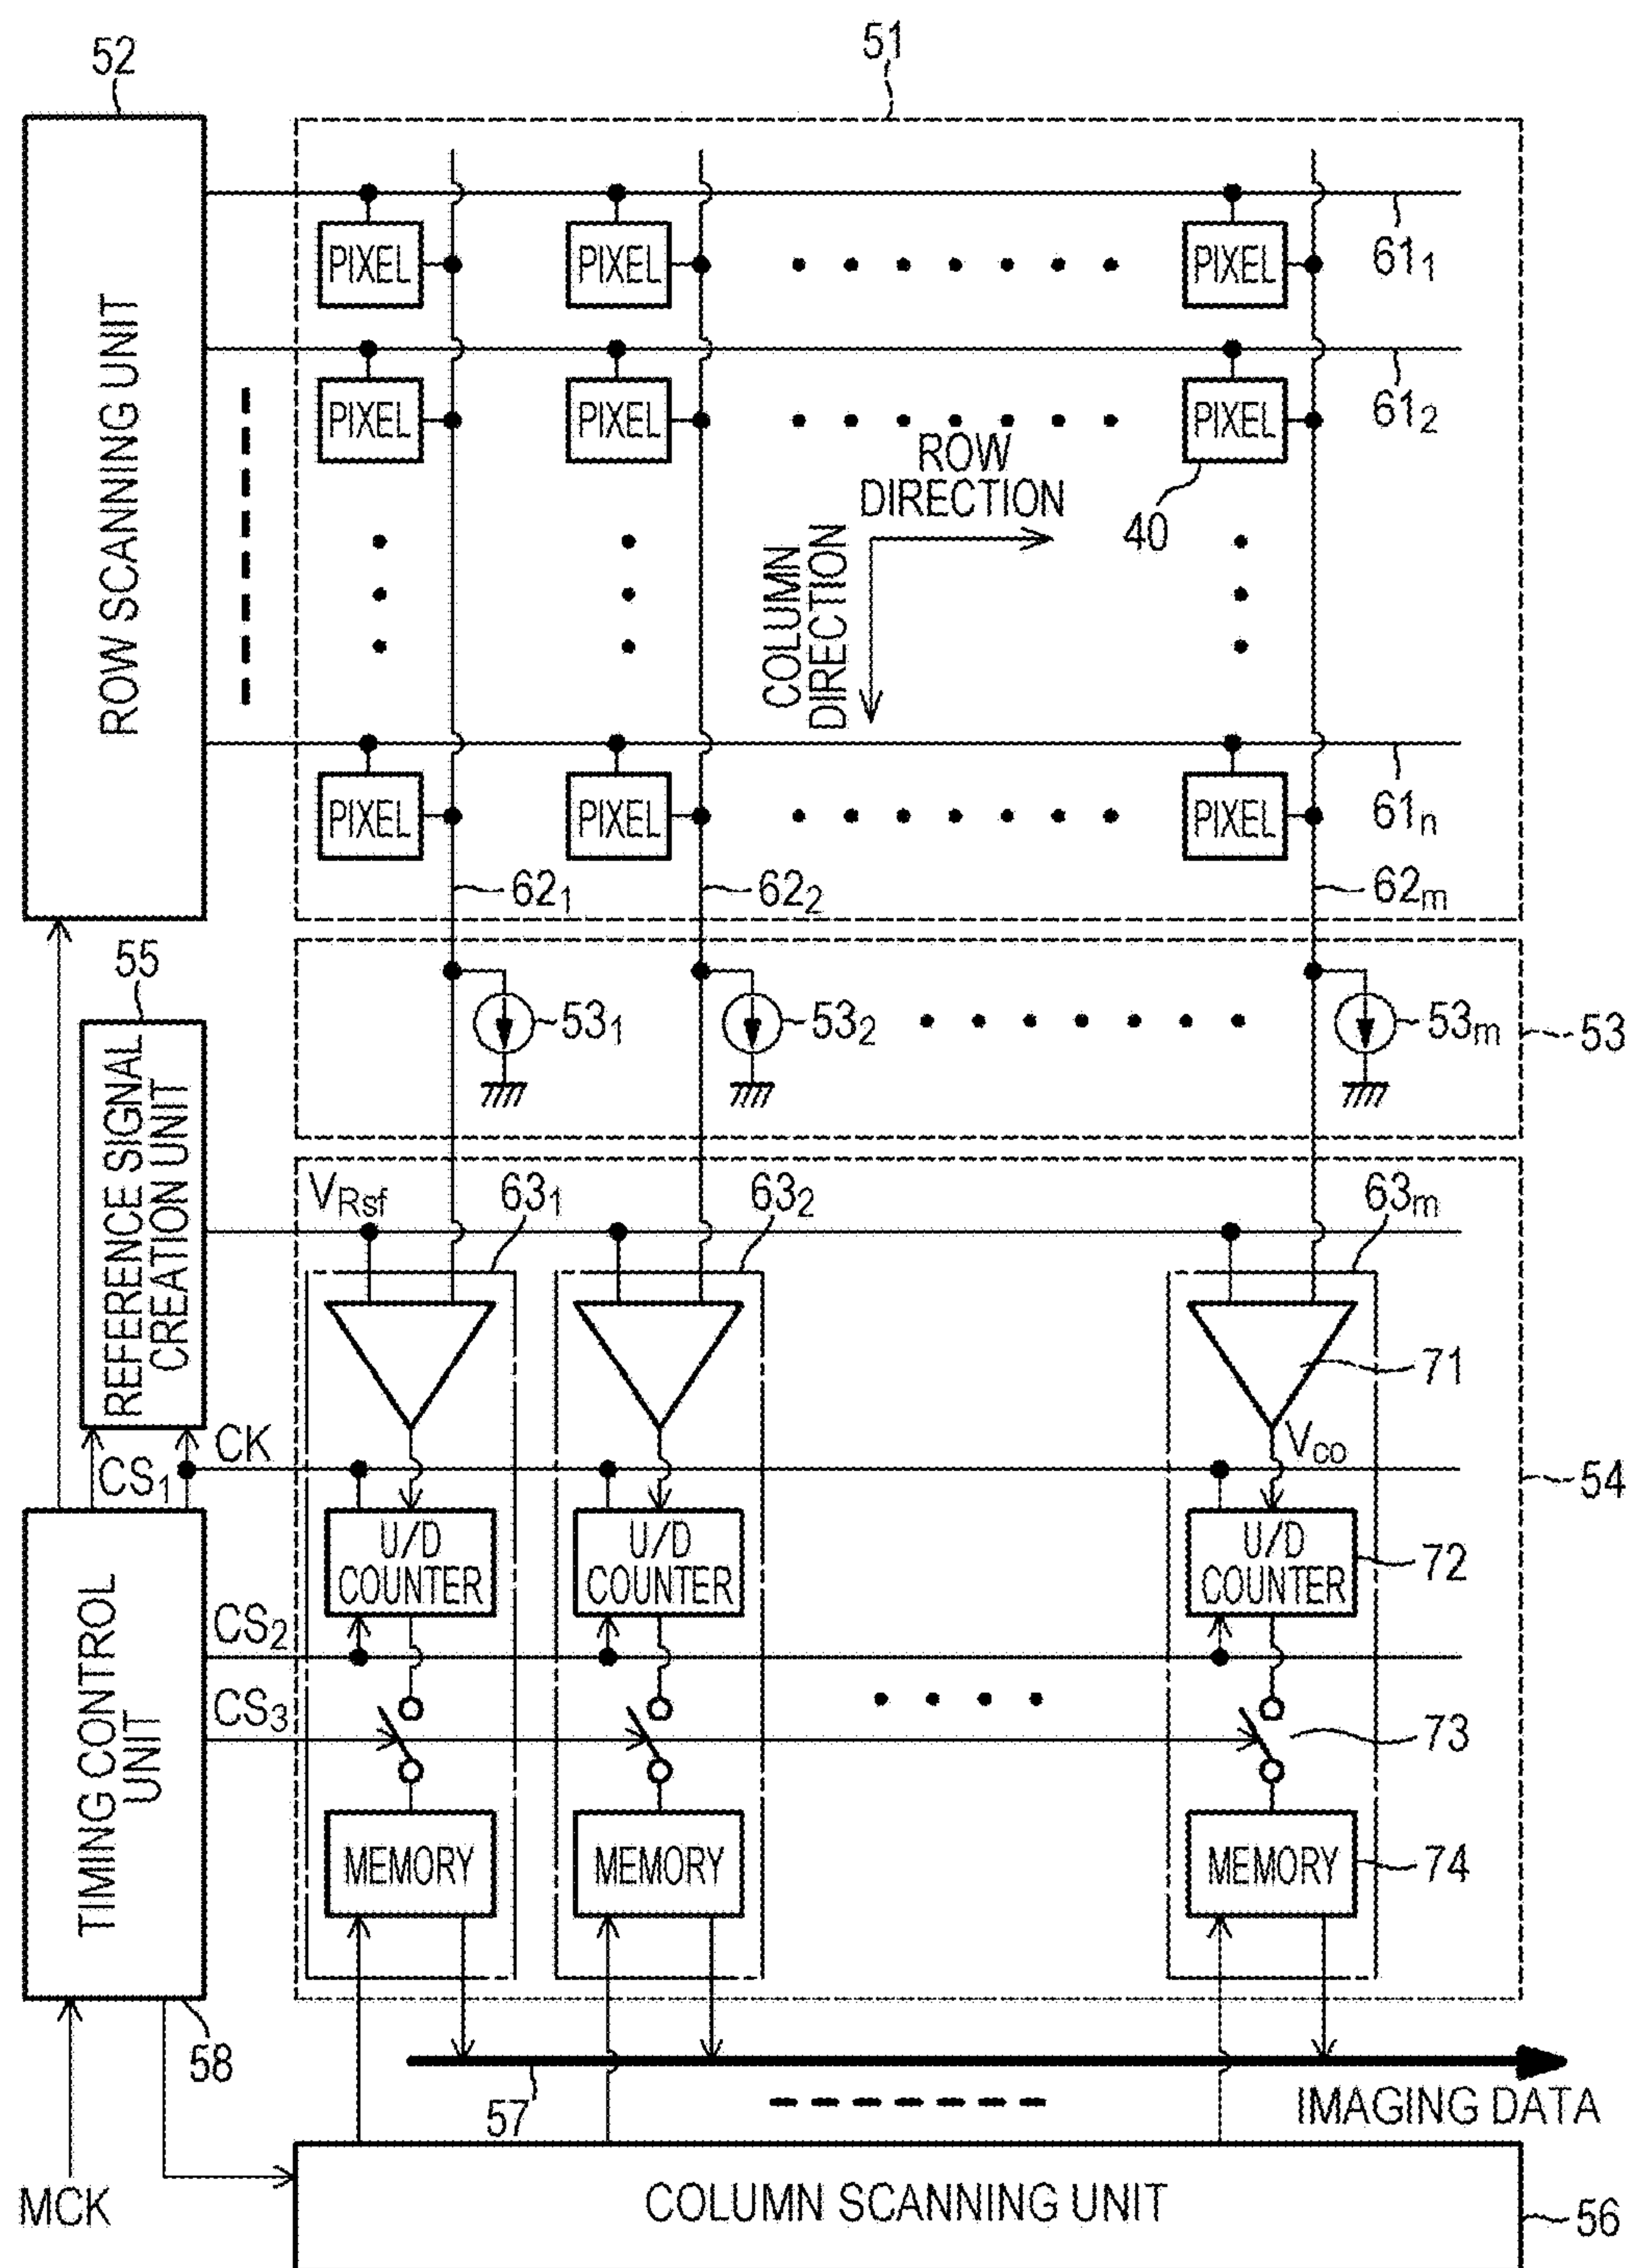 52
51
ROW SCANNING UNIT
PIXEL PIXEL PIXEL
61₁
PIXEL PIXEL PIXEL
61₂
ROW
DIRECTION
40
COLUMN
DIRECTION
PIXEL PIXEL PIXEL
61ₙ
62₁ 62₂ 62ₘ
55
53₁ 53₂ 53ₘ
53
REFERENCE SIGNAL
CREATION UNIT
V_Rsf
63₁ 63₂ 63ₘ
71
CS₁ CK
V_co
54
U/D
COUNTER
U/D
COUNTER
U/D
COUNTER
72
TIMING CONTROL
UNIT
CS₂
CS₃
73
MEMORY MEMORY MEMORY
74
58
57
IMAGING DATA
MCK
COLUMN SCANNING UNIT
56